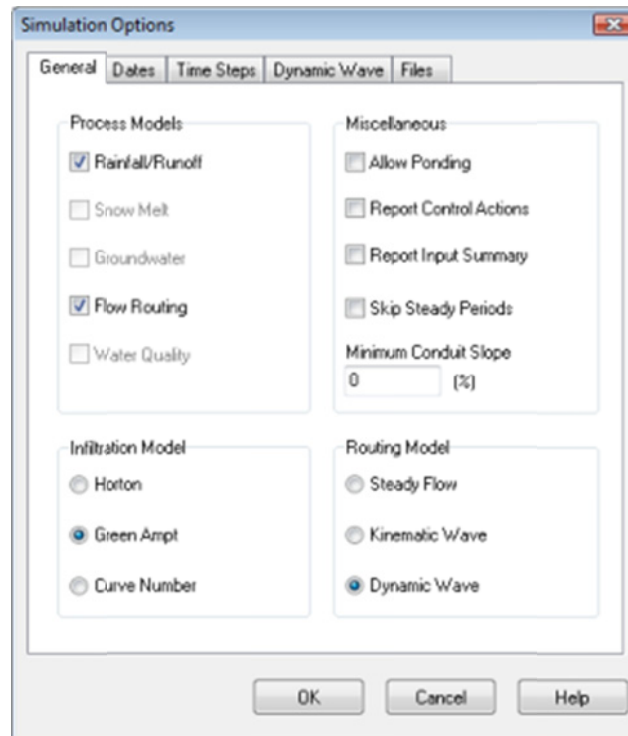 Simulation Options
General Dates Time Steps Dynamic Wave Files
Process Models
Rainfall/Runoff
Snow Melt
Groundwater
Flow Routing
Water Quality
Miscellaneous
Allow Ponding
Report Control Actions
Report Input Summary
Skip Steady Periods
Minimum Conduit Slope
0 (%)
Infiltration Model
Horton
Green Ampt
Curve Number
Routing Model
Steady Flow
Kinematic Wave
Dynamic Wave
OK Cancel Help